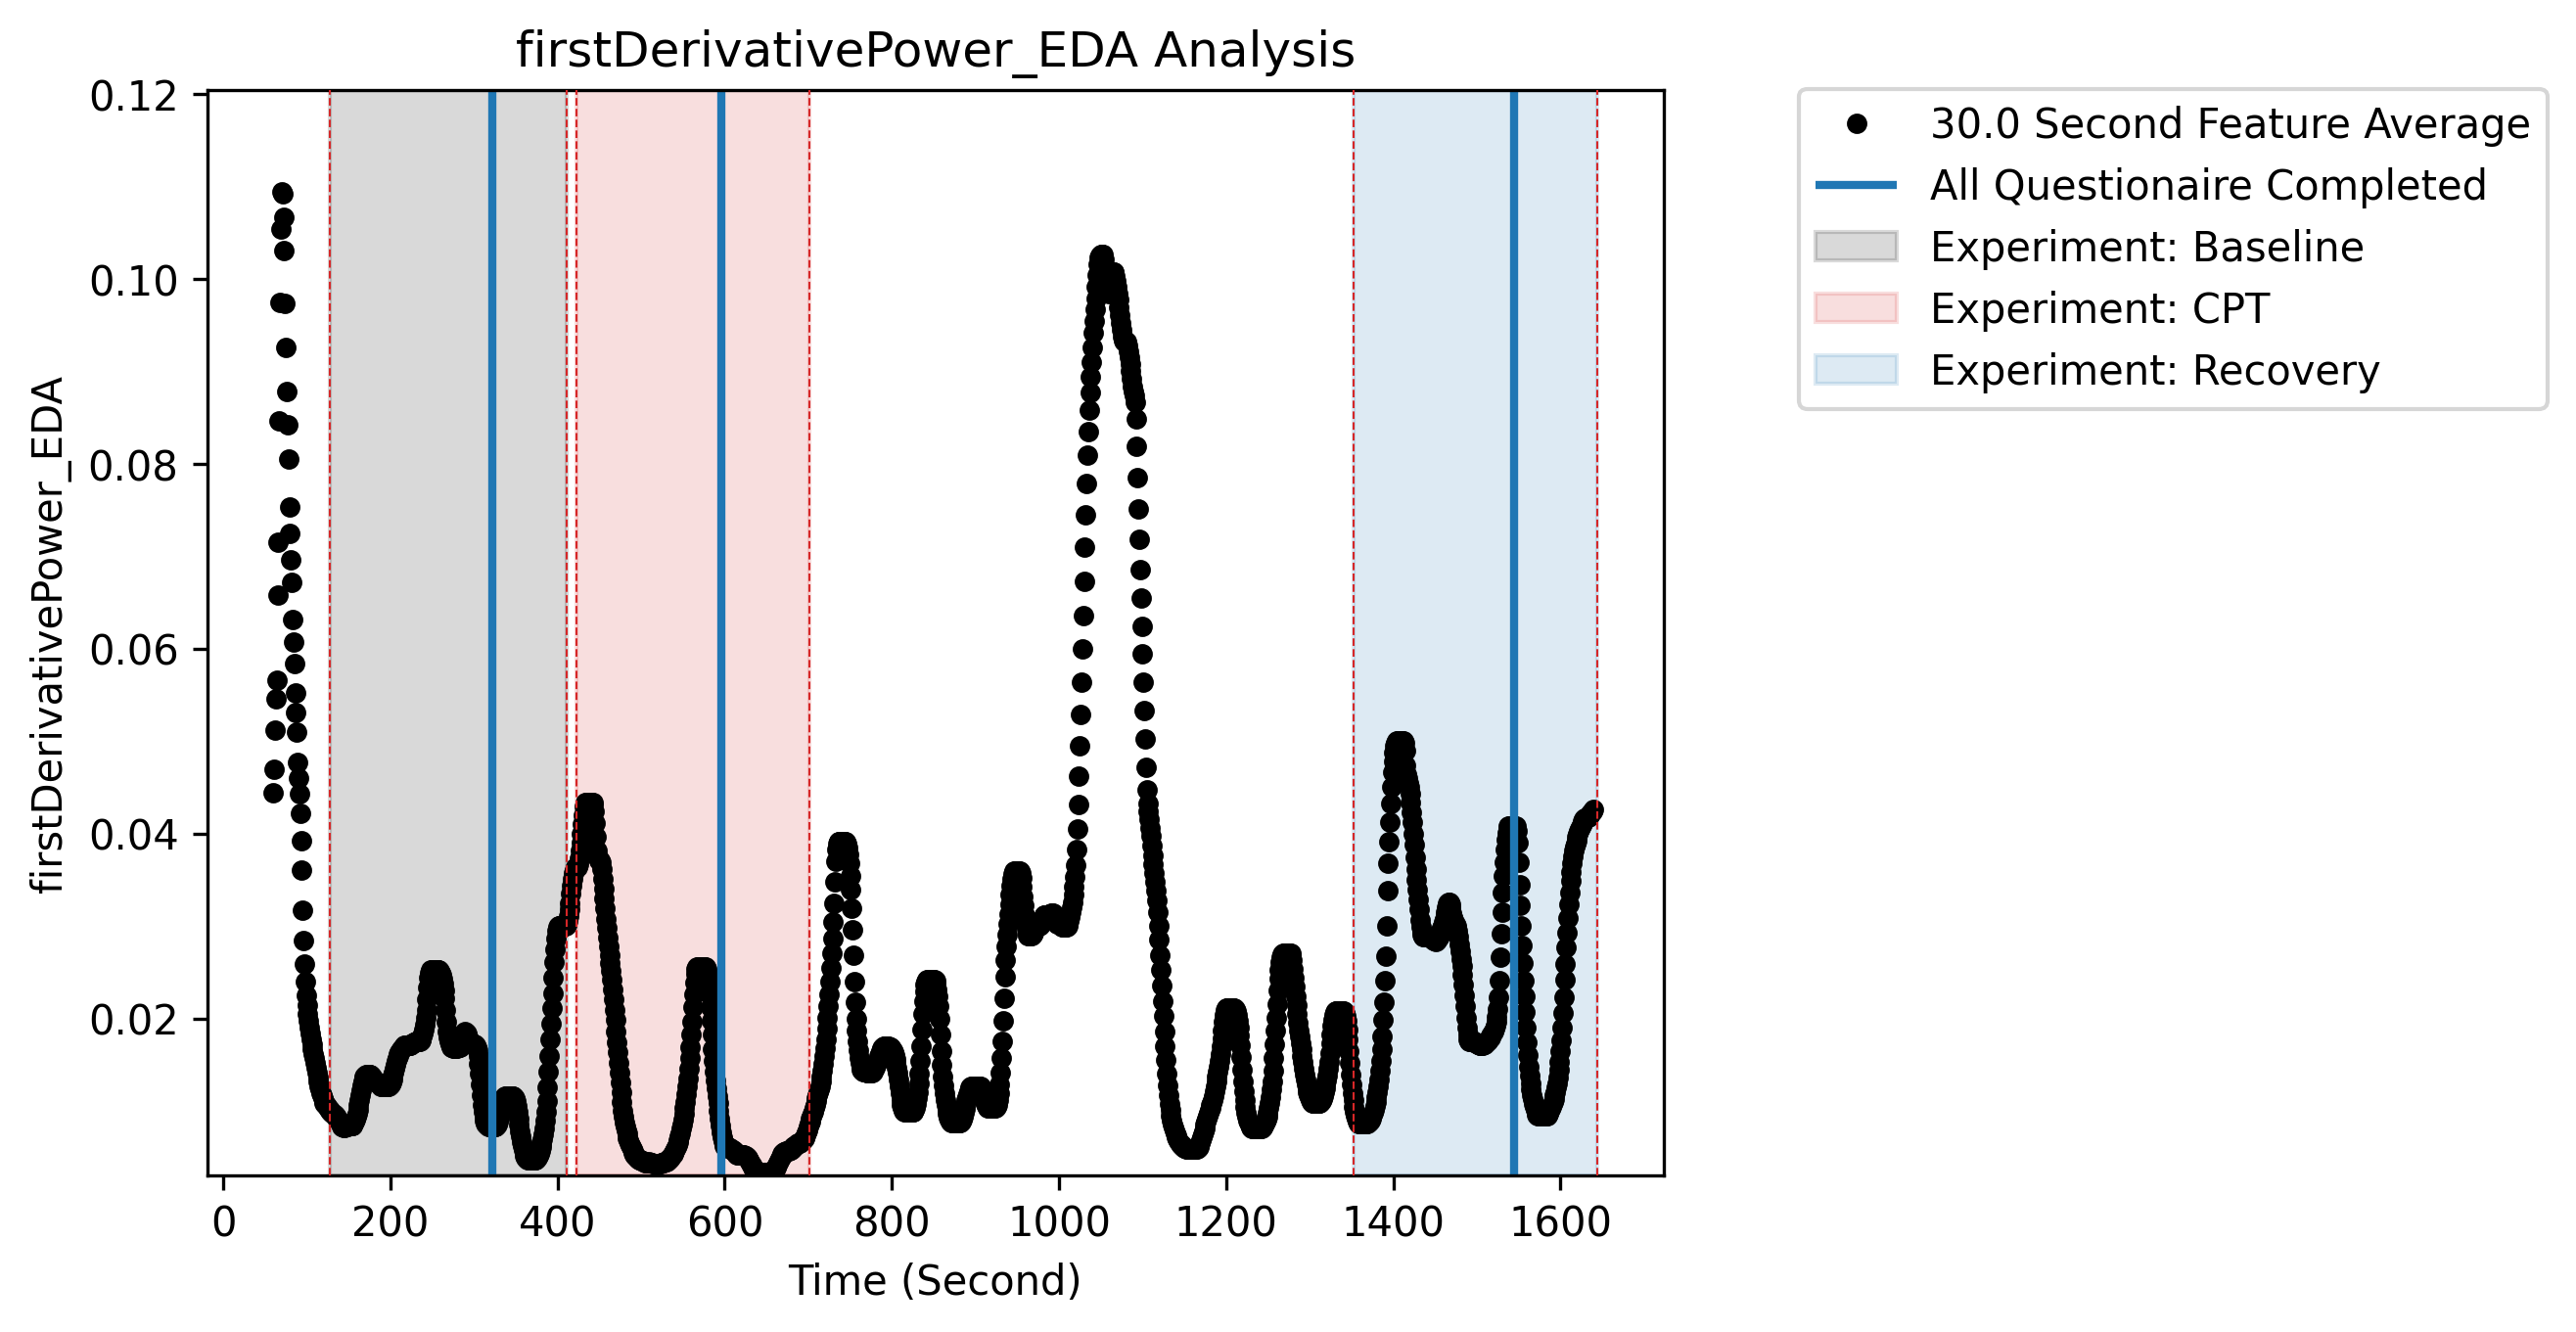 firstDerivativePower_EDA Analysis
0.12
0.10
0.08
0.06
0.04
0.02
firstDerivativePower_EDA
0 200 400 600 800 1000 1200 1400 1600
Time (Second)
30.0 Second Feature Average
All Questionaire Completed
Experiment: Baseline
Experiment: CPT
Experiment: Recovery